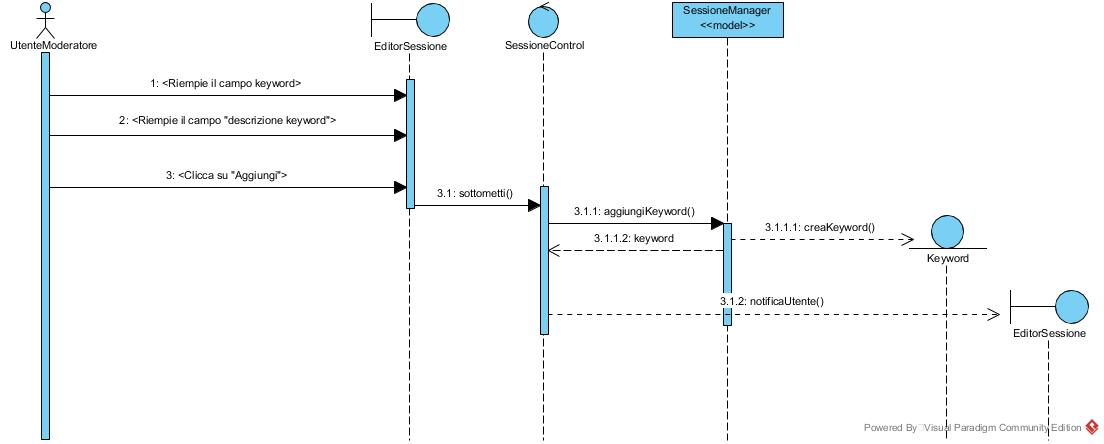 SessioneManager
<<model>>
UtenteModeratore
EditorSessione
SessioneControl
1: <Riempie il campo keyword>
2: <Riempie il campo "descrizione keyword">
3: <Clicca su "Aggiungi">
3.1: sottometti()
3.1.1: aggiungiKeyword()
3.1.1.1: creaKeyword()
3.1.1.2: keyword
Keyword
3.1.2: notificaUtente()
EditorSessione
Powered By Visual Paradigm Community Edition